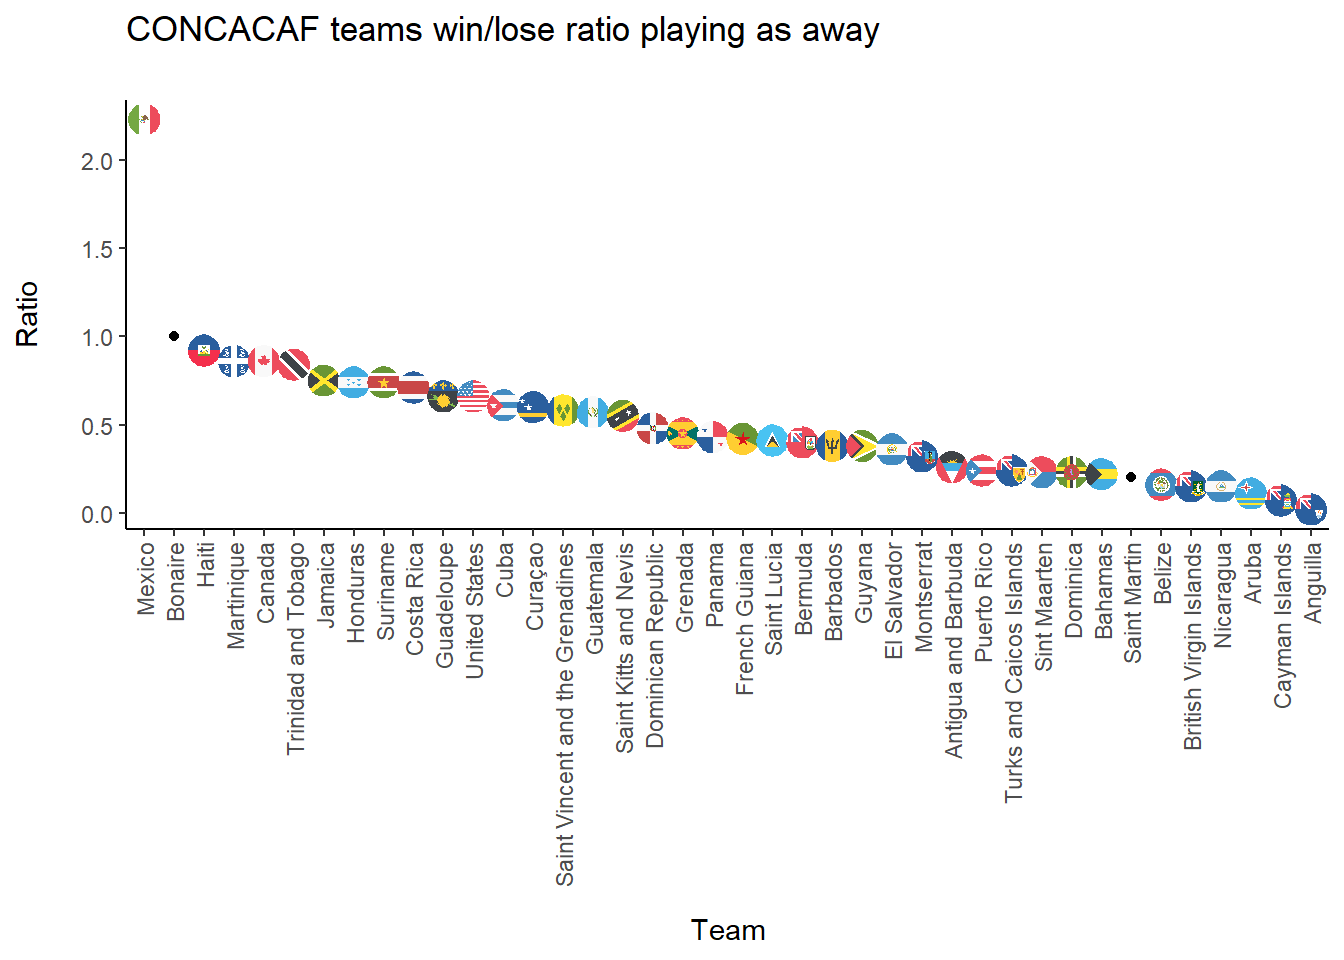 CONCACAF teams win/lose ratio playing as away
Ratio
2.0
1.5
1.0
0.5
0.0
Mexico
Bonaire
Haiti
Martinique
Canada
Trinidad and Tobago
Jamaica
Honduras
Suriname
Costa Rica
Guadeloupe
United States
Cuba
Curaçao
Saint Vincent and the Grenadines
Guatemala
Saint Kitts and Nevis
Dominican Republic
Grenada
Panama
French Guiana
Saint Lucia
Bermuda
Barbados
Guyana
El Salvador
Montserrat
Antigua and Barbuda
Puerto Rico
Turks and Caicos Islands
Sint Maarten
Dominica
Bahamas
Saint Martin
Belize
British Virgin Islands
Nicaragua
Aruba
Cayman Islands
Anguilla
Team